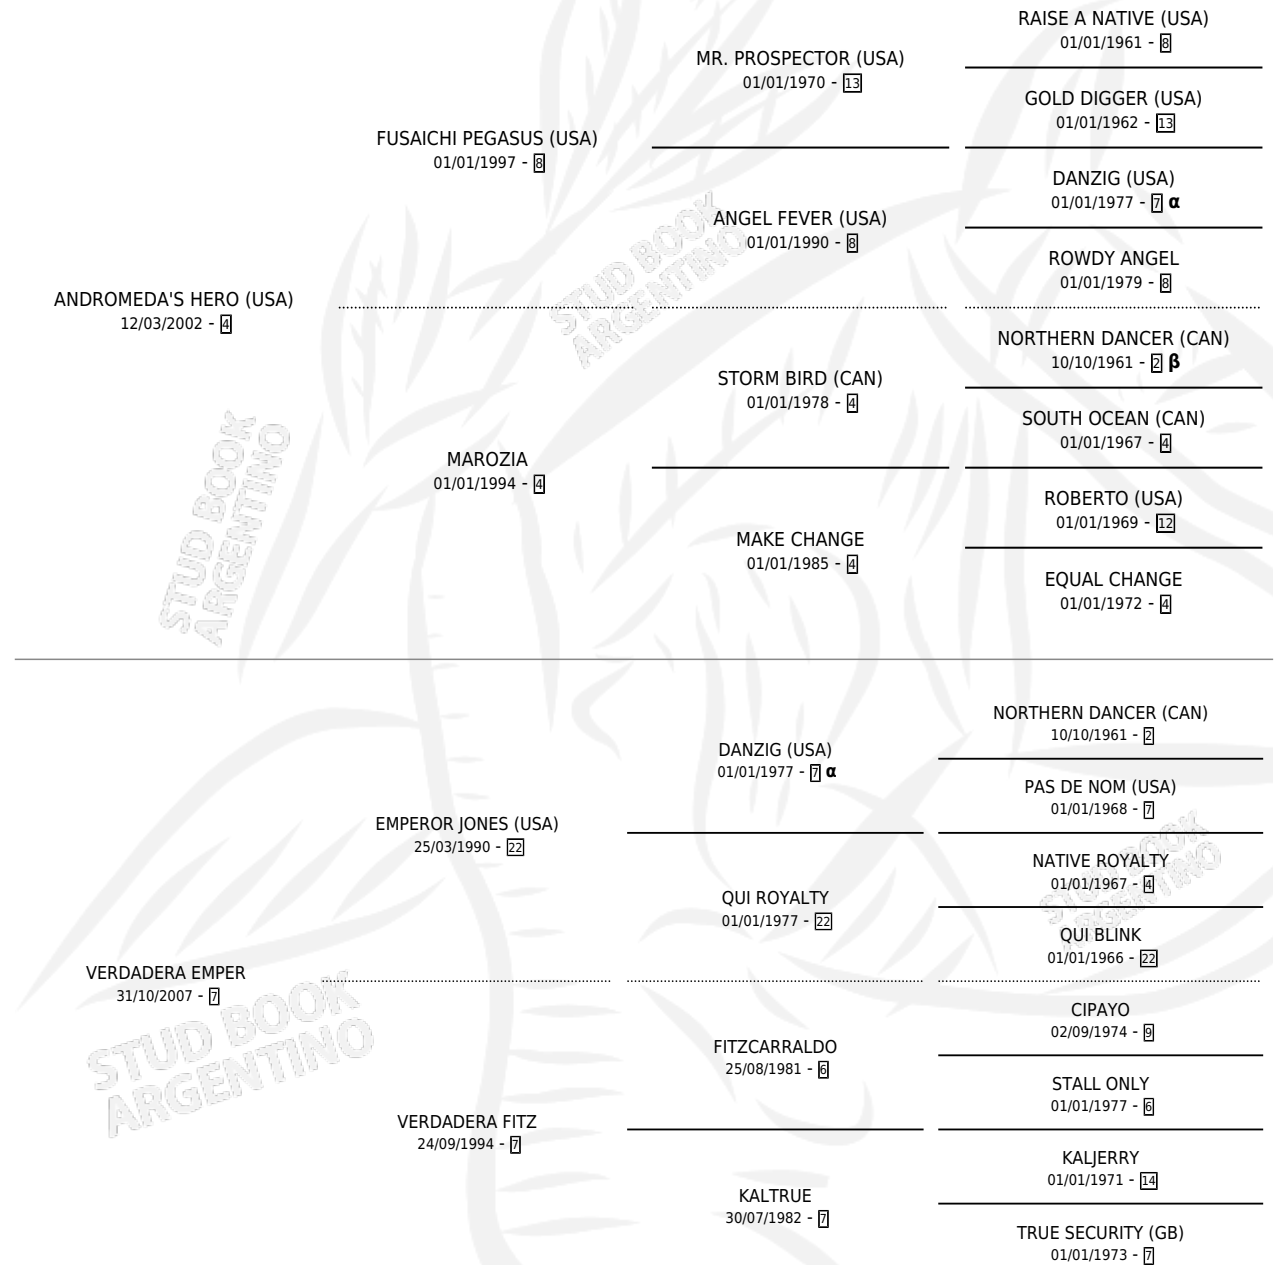 RAISE A NATIVE (USA)
01/01/1961 - 8
MR. PROSPECTOR (USA)
01/01/1970 - 13
GOLD DIGGER (USA)
01/01/1962 - 13
FUSAICHI PEGASUS (USA)
01/01/1997 - 8
DANZIG (USA)
01/01/1977 - 7 α
ANGEL FEVER (USA)
01/01/1990 - 8
ROWDY ANGEL
01/01/1979 - 8
ANDROMEDA'S HERO (USA)
12/03/2002 - 4
NORTHERN DANCER (CAN)
10/10/1961 - 2 β
STORM BIRD (CAN)
01/01/1978 - 4
SOUTH OCEAN (CAN)
01/01/1967 - 4
MAROZIA
01/01/1994 - 4
ROBERTO (USA)
01/01/1969 - 12
MAKE CHANGE
01/01/1985 - 4
EQUAL CHANGE
01/01/1972 - 4
NORTHERN DANCER (CAN)
10/10/1961 - 2
DANZIG (USA)
01/01/1977 - 7 α
PAS DE NOM (USA)
01/01/1968 - 7
EMPEROR JONES (USA)
25/03/1990 - 22
NATIVE ROYALTY
01/01/1967 - 4
QUI ROYALTY
01/01/1977 - 22
QUI BLINK
01/01/1966 - 22
VERDADERA EMPER
31/10/2007 - 7
CIPAYO
02/09/1974 - 9
FITZCARRALDO
25/08/1981 - 6
STALL ONLY
01/01/1977 - 6
VERDADERA FITZ
24/09/1994 - 7
KALJERRY
01/01/1971 - 14
KALTRUE
30/07/1982 - 7
TRUE SECURITY (GB)
01/01/1973 - 7
STUD BOOK
ARGENTINO
STUD BOOK
ARGENTINO
STUD BOOK
ARGENTINO
STUD BOOK
ARGENTINO